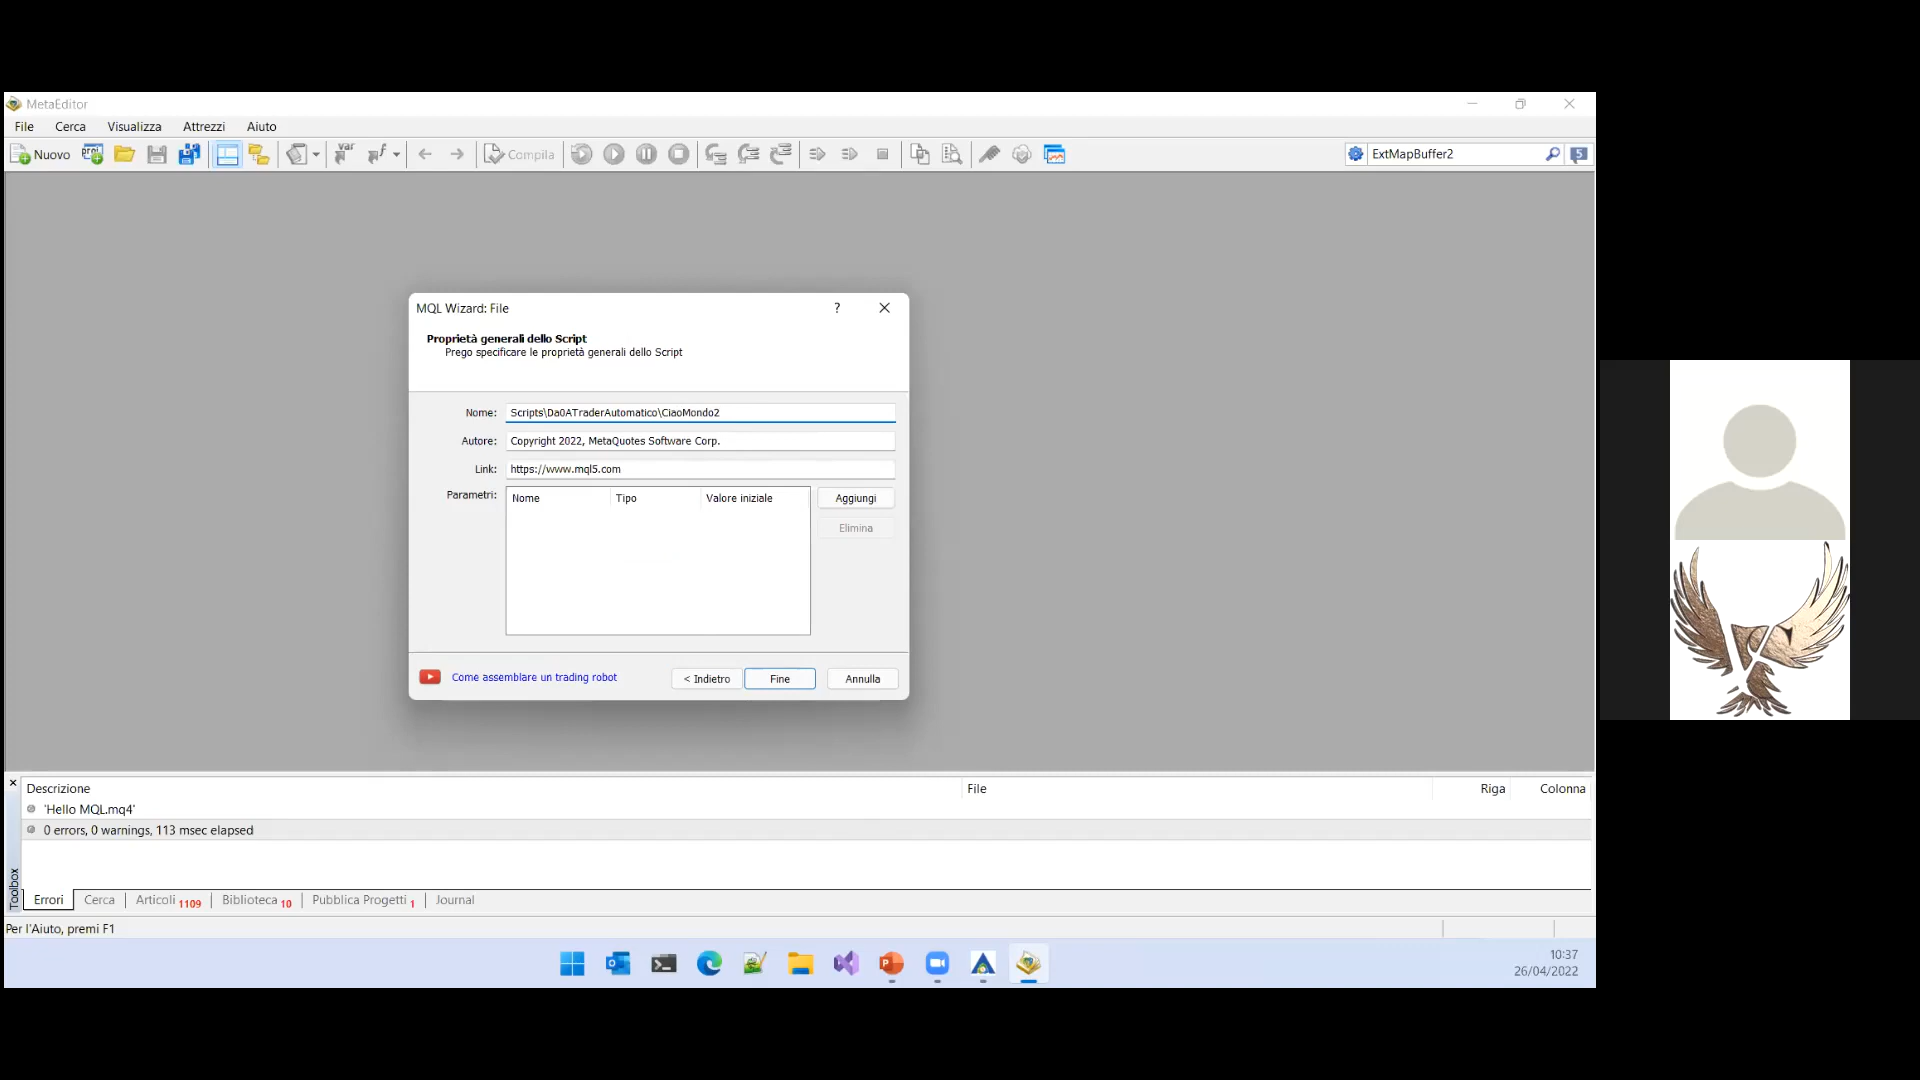 MetaEditor
File Cerca Visualizza Attrezzi Aiuto
Nuovo Compila ExtMapBuffer2 5
MQL Wizard: File ?
Proprietà generali dello Script
Prego specificare le proprietà generali dello Script
Nome: Scripts\Da0ATraderAutomatico\CiaoMondo2
Autore: Copyright 2022, MetaQuotes Software Corp.
Link: https://www.mql5.com
Parametri: Nome Tipo Valore iniziale Aggiungi
Elimina
Come assemblare un trading robot < Indietro Fine Annulla
Descrizione File Riga Colonna
'Hello MQL.mq4'
0 errors, 0 warnings, 113 msec elapsed
Toolbox
Errori Cerca Articoli 1109 Biblioteca 10 Pubblica Progetti 1 Journal
Per l'Aiuto, premi F1
10:37
26/04/2022